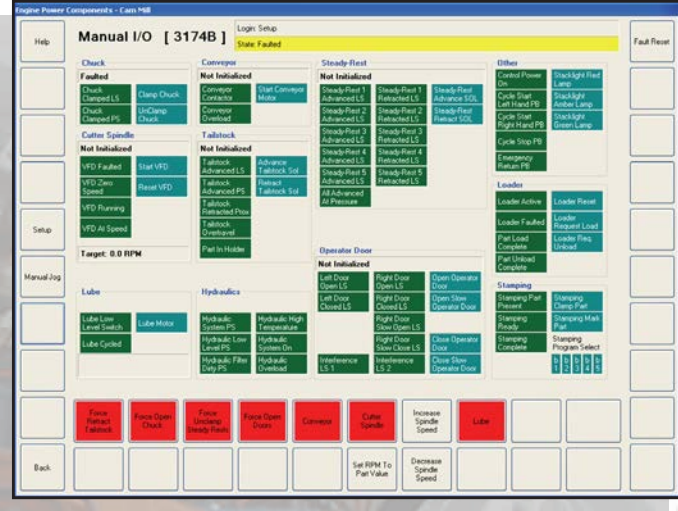 Engine Power Components - Cam Mill
Help
Manual I/O [ 3174B ]
Login: Setup
State: Faulted
Fault Reset
Chuck
Faulted
Chuck
Clamped LS
Clamp Chuck
Chuck
Clamped PS
UnClamp
Chuck
Cutter Spindle
Not Initialized
VFD Faulted
Start VFD
VFD Zero
Speed
Reset VFD
VFD Running
VFD At Speed
Target: 0.0 RPM
Lube
Lube Low
Level Switch
Lube Motor
Lube Cycled
Conveyor
Not Initialized
Conveyor
Contactor
Start Conveyor
Motor
Conveyor
Overload
Tailstock
Not Initialized
Tailstock
Advanced LS
Advance
Tailstock Sol
Tailstock
Advanced PS
Retract
Tailstock Sol
Tailstock
Retracted Prox
Tailstock
Overtravel
Part In Holder
Hydraulics
Hydraulic
System PS
Hydraulic High
Temperature
Hydraulic Low
Level PS
Hydraulic
System On
Hydraulic Filter
Dirty PS
Hydraulic
Overload
Steady-Rest
Not Initialized
Steady-Rest 1
Advanced LS
Steady-Rest 1
Retracted LS
Steady-Rest
Advance SOL
Steady-Rest 2
Advanced LS
Steady-Rest 2
Retracted LS
Steady-Rest
Retract SOL
Steady-Rest 3
Advanced LS
Steady-Rest 3
Retracted LS
Steady-Rest 4
Advanced LS
Steady-Rest 4
Retracted LS
Steady-Rest 5
Advanced LS
Steady-Rest 5
Retracted LS
All Advanced
At Pressure
Operator Door
Not Initialized
Left Door
Open LS
Right Door
Open LS
Open Operator
Door
Left Door
Closed LS
Right Door
Closed LS
Open Slow
Operator Door
Right Door
Slow Open LS
Right Door
Slow Close LS
Close Operator
Door
Interference
LS 1
Interference
LS 2
Close Slow
Operator Door
Other
Control Power
On
Stacklight Red
Lamp
Cycle Start
Left Hand PB
Stacklight
Amber Lamp
Cycle Start
Right Hand PB
Stacklight
Green Lamp
Cycle Stop PB
Emergency
Return PB
Loader
Loader Active
Loader Reset
Loader Faulted
Loader
Request Load
Part Load
Complete
Loader Req.
Unload
Part Unload
Complete
Stamping
Stamping Part
Present
Stamping
Clamp Part
Stamping
Ready
Stamping Mark
Part
Stamping
Complete
Stamping
Program Select
b b b b b
1 2 3 4 5
Setup
Manual Jog
Force
Retract
Tailstock
Force Open
Chuck
Force
Unclamp
Steady Rests
Force Open
Doors
Conveyor
Cutter
Spindle
Increase
Spindle
Speed
Lube
Back
Set RPM To
Part Value
Decrease
Spindle
Speed